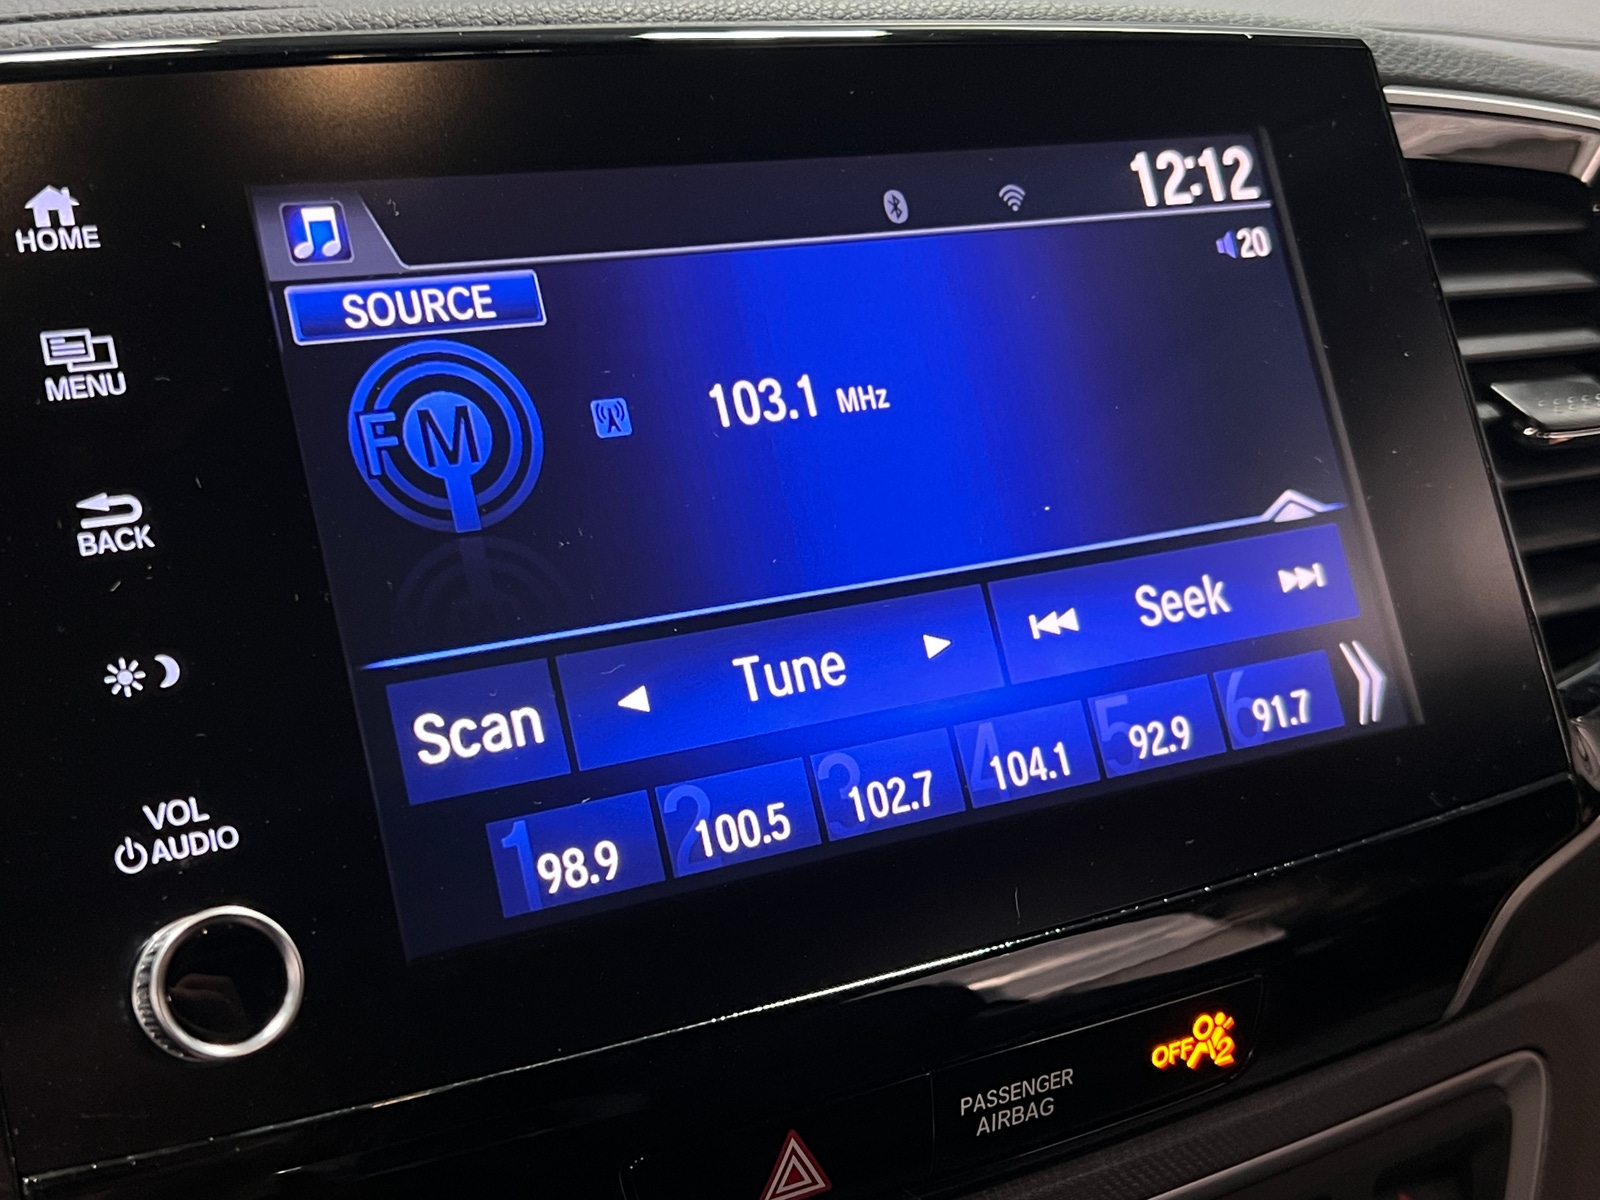 12:12
20
HOME
SOURCE
FM
103.1 MHz
MENU
BACK
Scan
Tune
Seek
1 98.9
2 100.5
3 102.7
4 104.1
5 92.9
6 91.7
VOL
AUDIO
PASSENGER
AIRBAG
OFF 2